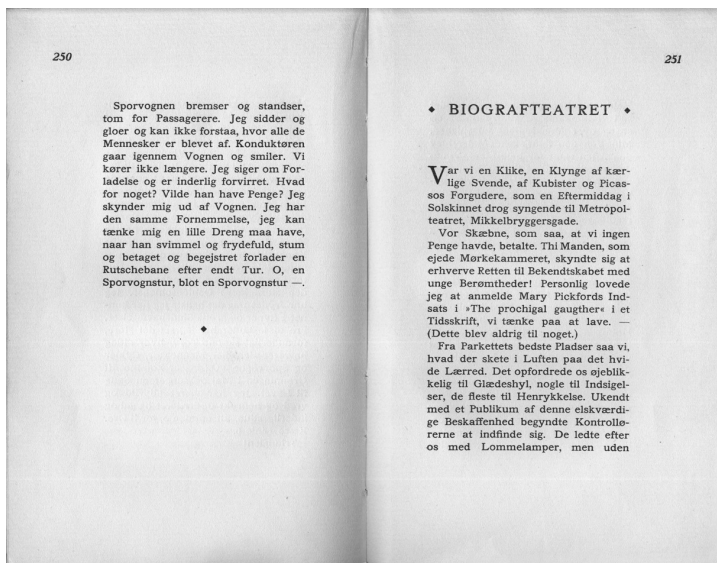 250
Sporvognen bremser og standser,
tom for Passagerere. Jeg sidder og
gloer og kan ikke forstaa, hvor alle de
Mennesker er blevet af. Konduktøren
gaar igennem Vognen og smiler. Vi
kører ikke længere. Jeg siger om For-
ladelse og er inderlig forvirret. Hvad
for noget? Vilde han have Penge? Jeg
skynder mig ud af Vognen. Jeg har
den samme Fornemmelse, jeg kan
tænke mig en lille Dreng maa have,
naar han svimmel og frydefuld, stum
og betaget og begejstret forlader en
Rutschebane efter endt Tur. O, en
Sporvognstur, blot en Sporvognstur —.
251
BIOGRAFTEATRET
Var vi en Klike, en Klynge af kær-
lige Svende, af Kubister og Picas-
sos Forgudere, som en Eftermiddag i
Solskinnet drog syngende til Metropol-
teatret, Mikkelbryggersgade.
Vor Skæbne, som saa, at vi ingen
Penge havde, betalte. Thi Manden, som
ejede Mørkekammeret, skyndte sig at
erhverve Retten til Bekendtskabet med
unge Berømtheder! Personlig lovede
jeg at anmelde Mary Pickfords Ind-
sats i »The prochigal gaugther« i et
Tidsskrift, vi tænke paa at lave. —
(Dette blev aldrig til noget.)
Fra Parkettets bedste Pladser saa vi,
hvad der skete i Luften paa det hvi-
de Lærred. Det opfordrede os øjeblik-
kelig til Glædeshyl, nogle til Indsigel-
ser, de fleste til Henrykkelse. Ukendt
med et Publikum af denne elskværdi-
ge Beskaffenhed begyndte Kontrollø-
rerne at indfinde sig. De ledte efter
os med Lommelamper, men uden